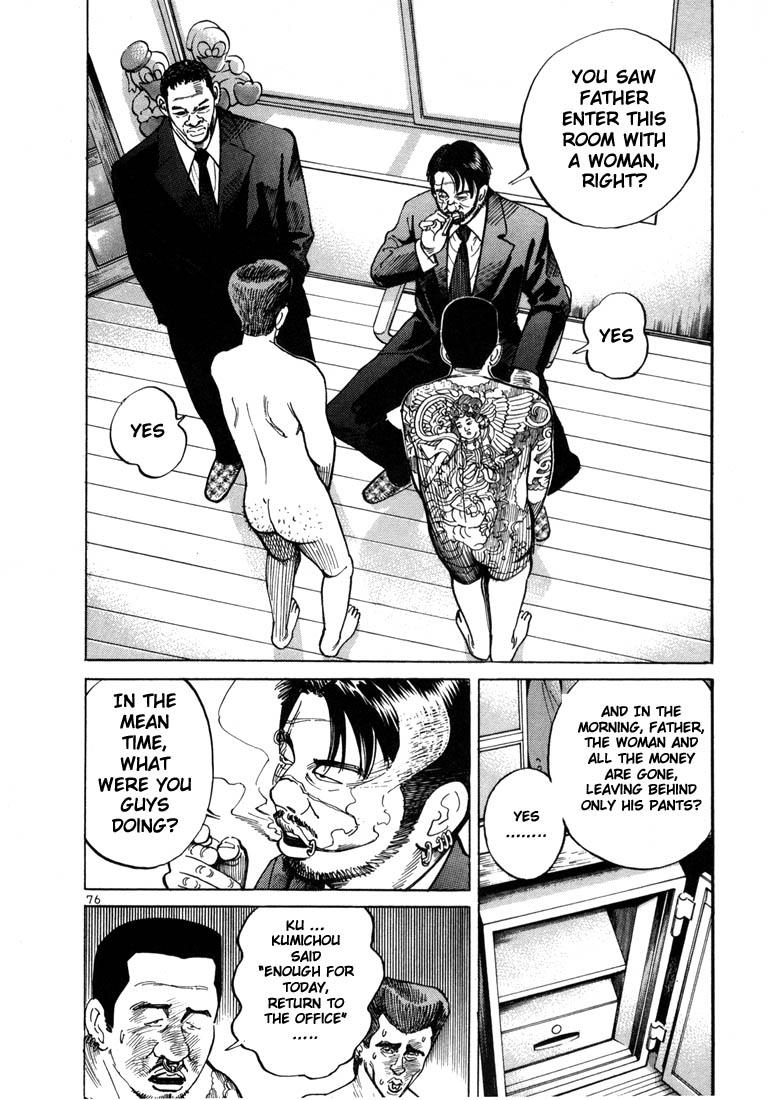 YOU SAW
FATHER
ENTER THIS
ROOM WITH
A WOMAN,
RIGHT?
YES
YES
AND IN THE
MORNING, FATHER,
THE WOMAN AND
ALL THE MONEY
ARE GONE,
LEAVING BEHIND
ONLY HIS PANTS?
YES
........
IN THE
MEAN
TIME,
WHAT
WERE YOU
GUYS
DOING?
76
KU ...
KUMICHOU
SAID
"ENOUGH FOR
TODAY,
RETURN TO
THE OFFICE"
.....